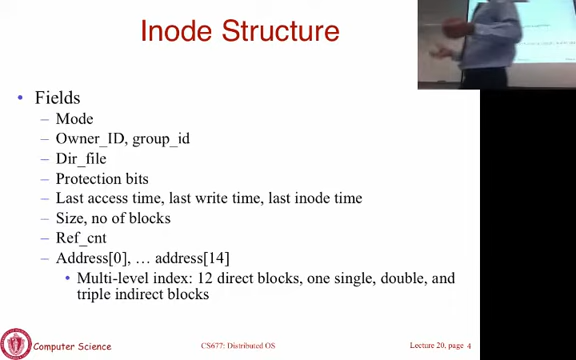 Inode Structure
• Fields
– Mode
– Owner_ID, group_id
– Dir_file
– Protection bits
– Last access time, last write time, last inode time
– Size, no of blocks
– Ref_cnt
– Address[0], … address[14]
• Multi-level index: 12 direct blocks, one single, double, and
triple indirect blocks
Computer Science
CS677: Distributed OS
Lecture 20, page 4